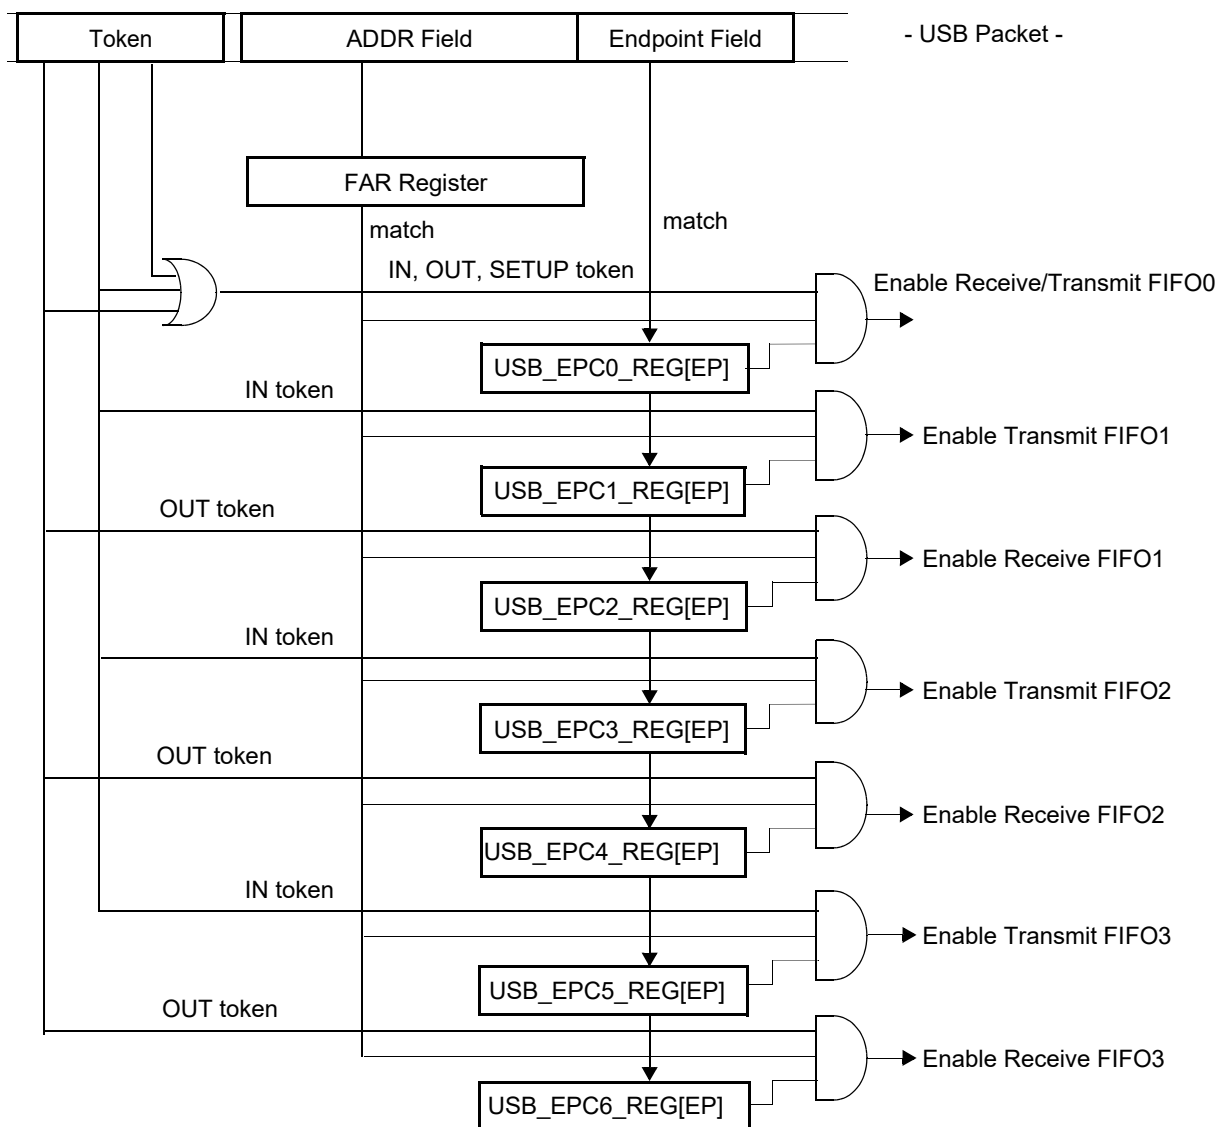 Token
ADDR Field
Endpoint Field
- USB Packet -
FAR Register
match
match
IN, OUT, SETUP token
Enable Receive/Transmit FIFO0
USB_EPC0_REG[EP]
IN token
Enable Transmit FIFO1
USB_EPC1_REG[EP]
OUT token
Enable Receive FIFO1
USB_EPC2_REG[EP]
IN token
Enable Transmit FIFO2
USB_EPC3_REG[EP]
OUT token
Enable Receive FIFO2
USB_EPC4_REG[EP]
IN token
Enable Transmit FIFO3
USB_EPC5_REG[EP]
OUT token
Enable Receive FIFO3
USB_EPC6_REG[EP]